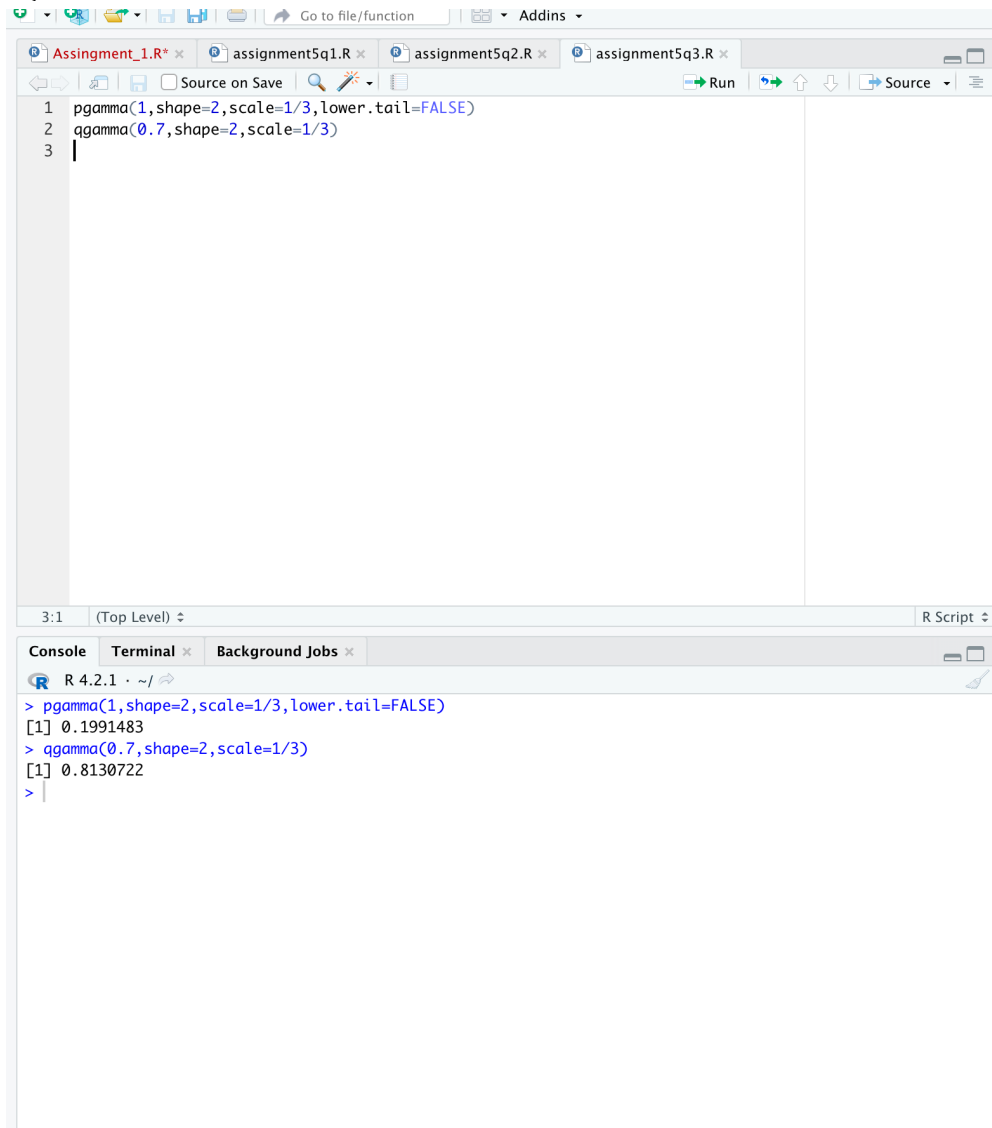 Go to file/function Addins
Assingment_1.R* assignment5q1.R assignment5q2.R assignment5q3.R
Source on Save Run Source
1 pgamma(1,shape=2,scale=1/3,lower.tail=FALSE)
2 qgamma(0.7,shape=2,scale=1/3)
3
3:1 (Top Level) R Script
Console Terminal Background Jobs
R 4.2.1 · ~/
> pgamma(1,shape=2,scale=1/3,lower.tail=FALSE)
[1] 0.1991483
> qgamma(0.7,shape=2,scale=1/3)
[1] 0.8130722
>